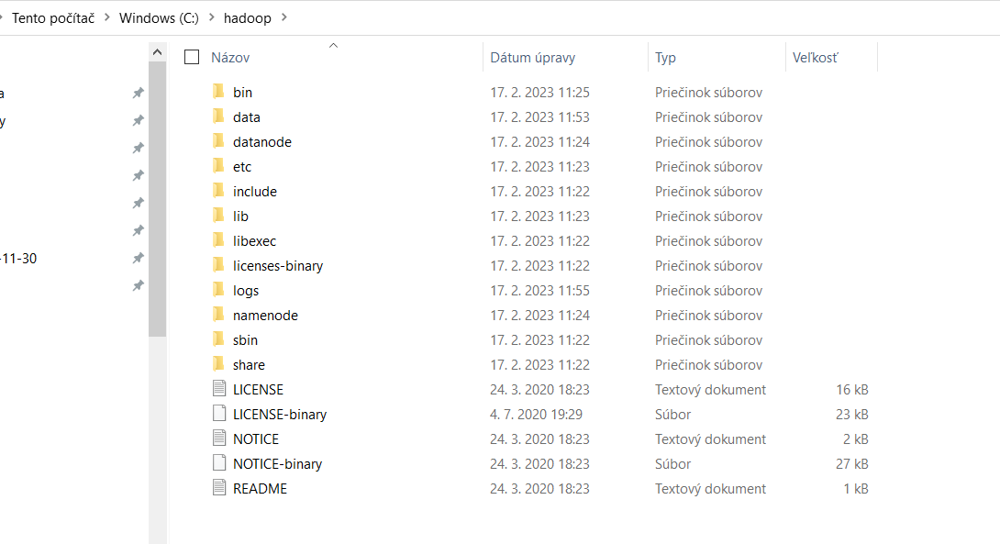 Tento počítač > Windows (C:) > hadoop >
Názov Dátum úpravy Typ Veľkosť
a
y
-11-30
bin 17. 2. 2023 11:25 Priečinok súborov
data 17. 2. 2023 11:53 Priečinok súborov
datanode 17. 2. 2023 11:24 Priečinok súborov
etc 17. 2. 2023 11:23 Priečinok súborov
include 17. 2. 2023 11:22 Priečinok súborov
lib 17. 2. 2023 11:23 Priečinok súborov
libexec 17. 2. 2023 11:22 Priečinok súborov
licenses-binary 17. 2. 2023 11:22 Priečinok súborov
logs 17. 2. 2023 11:55 Priečinok súborov
namenode 17. 2. 2023 11:24 Priečinok súborov
sbin 17. 2. 2023 11:22 Priečinok súborov
share 17. 2. 2023 11:22 Priečinok súborov
LICENSE 24. 3. 2020 18:23 Textový dokument 16 kB
LICENSE-binary 4. 7. 2020 19:29 Súbor 23 kB
NOTICE 24. 3. 2020 18:23 Textový dokument 2 kB
NOTICE-binary 24. 3. 2020 18:23 Súbor 27 kB
README 24. 3. 2020 18:23 Textový dokument 1 kB